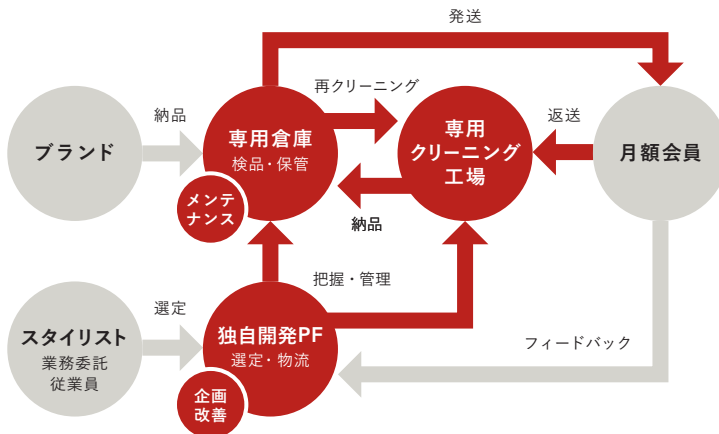 発送
納品
再クリーニング
返送
ブランド
専用倉庫
検品・保管
専用
クリーニング
工場
月額会員
メンテ
ナンス
納品
把握・管理
選定
スタイリスト
業務委託
従業員
独自開発PF
選定・物流
フィードバック
企画
改善